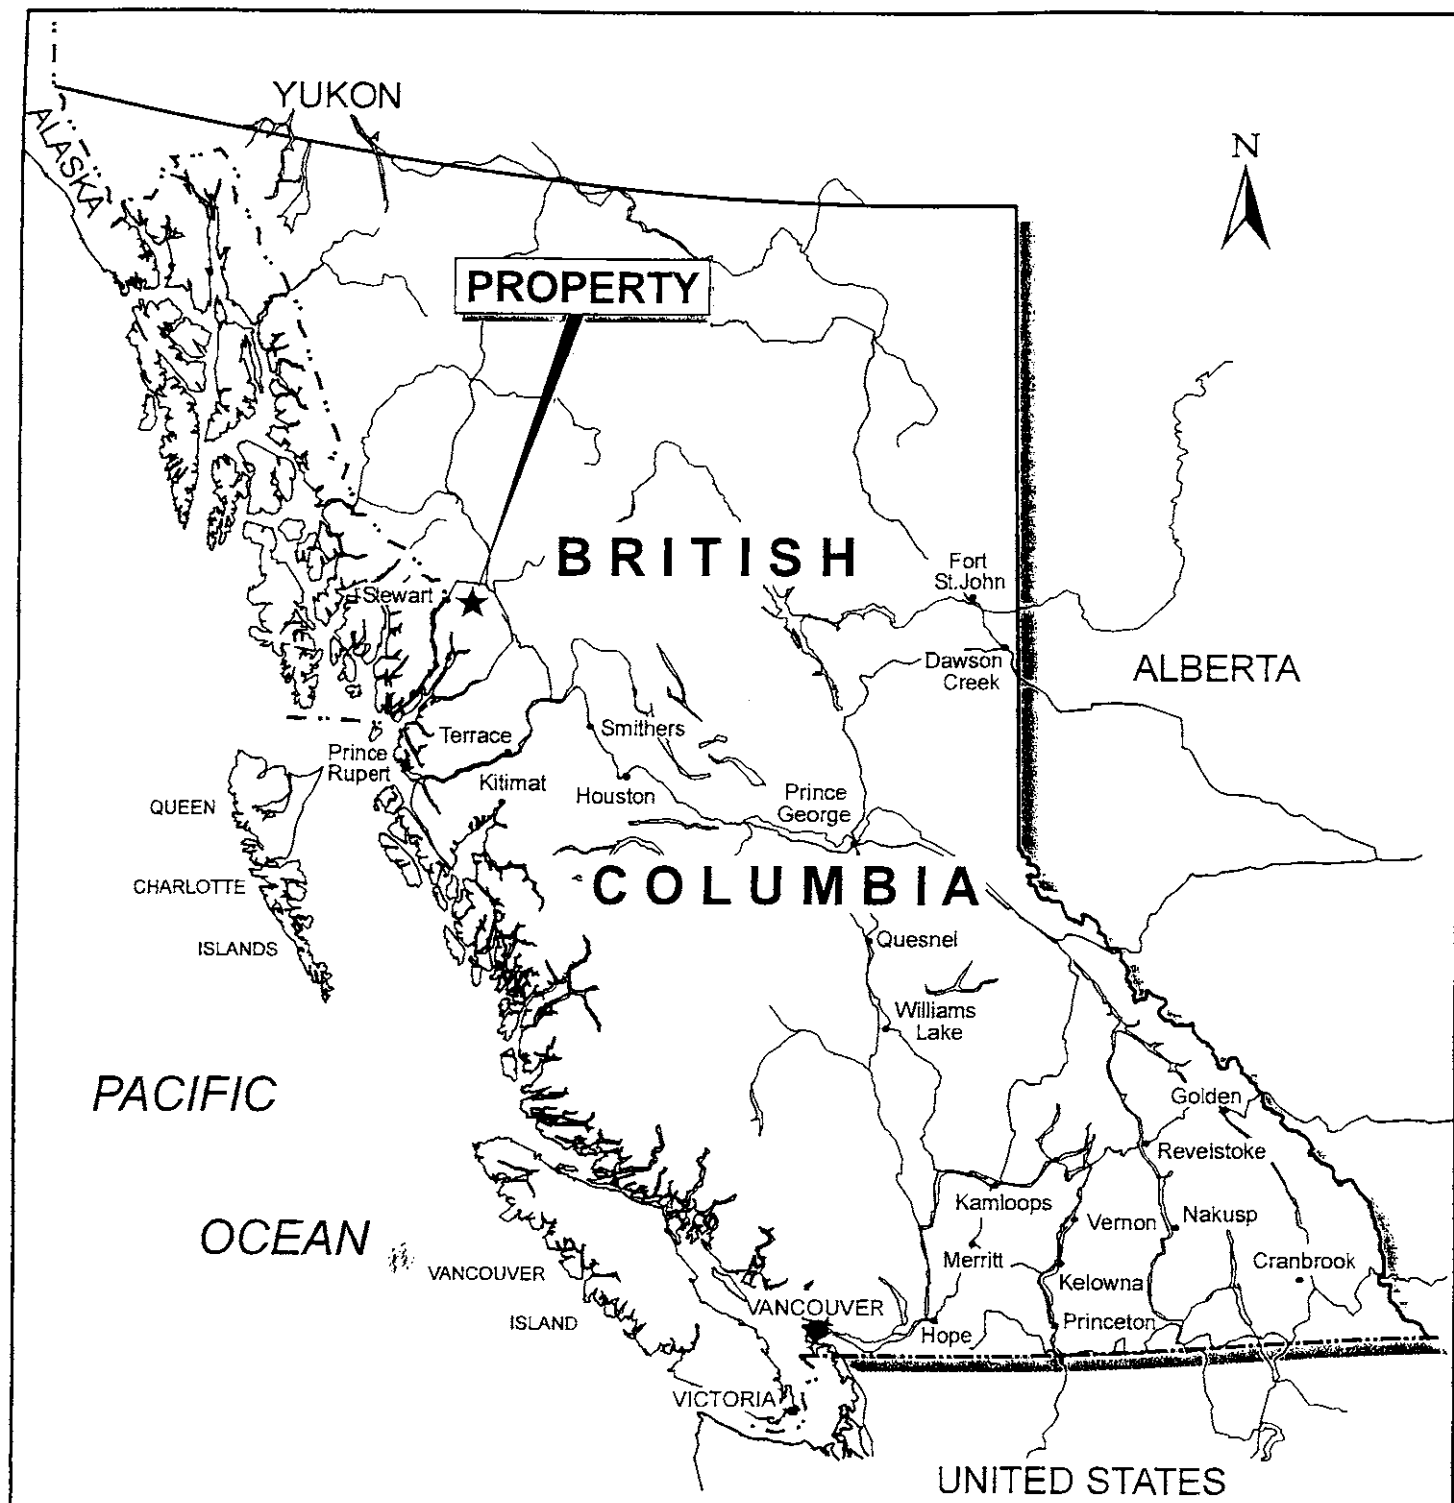 YUKON
ALASKA
N
PROPERTY
BRITISH
Fort
St.John
Stewart
Dawson
Creek
ALBERTA
Terrace
Smithers
Prince
Rupert
Kitimat
Houston
Prince
George
QUEEN
CHARLOTTE
ISLANDS
COLUMBIA
Quesnel
Williams
Lake
PACIFIC
OCEAN
Golden
Revelstoke
Kamloops
Vernon
Nakusp
Merritt
Cranbrook
Kelowna
VANCOUVER
ISLAND
VANCOUVER
Hope
Princeton
VICTORIA
UNITED STATES